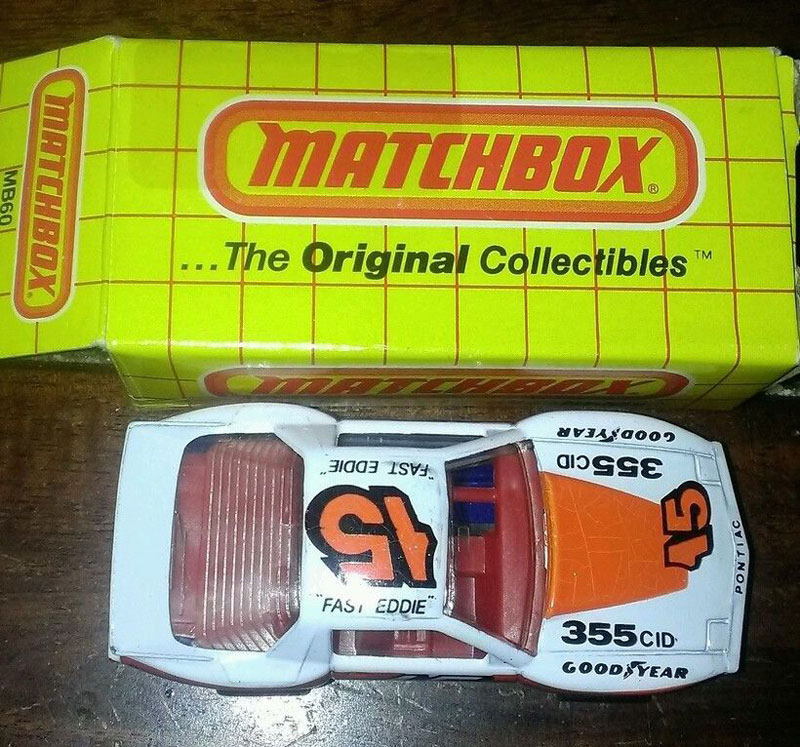 MATCHBOX®
...The Original Collectibles™
MATCHBOX
MB60
MATCHBOX
GOODYEAR
355CID
"FAST EDDIE"
15
15
PONTIAC
"FAST EDDIE"
355CID
GOODYEAR